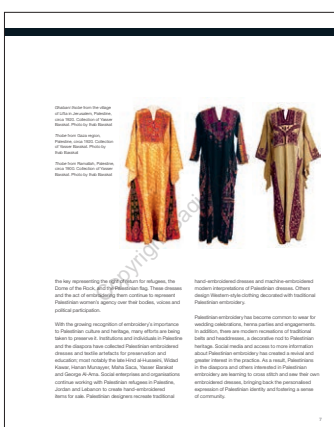 Ghabani thobe from the village
of Lifta in Jerusalem, Palestine,
circa 1920. Collection of Yasser
Barakat. Photo by Ihab Barakat
Thobe from Gaza region,
Palestine, circa 1930. Collection
of Yasser Barakat. Photo by
Ihab Barakat
Thobe from Ramallah, Palestine,
circa 1900. Collection of Yasser
Barakat. Photo by Ihab Barakat
the key representing the right of return for refugees, the
Dome of the Rock, and the Palestinian flag. These dresses
and the act of embroidering them continue to represent
Palestinian women's agency over their bodies, voices and
political participation.
With the growing recognition of embroidery's importance
to Palestinian culture and heritage, many efforts are being
taken to preserve it. Institutions and individuals in Palestine
and the diaspora have collected Palestinian embroidered
dresses and textile artefacts for preservation and
education; most notably the late Hind al-Husseini, Widad
Kawar, Hanan Munayyer, Maha Saca, Yasser Barakat
and George Al-Ama. Social enterprises and organisations
continue working with Palestinian refugees in Palestine,
Jordan and Lebanon to create hand-embroidered
items for sale. Palestinian designers recreate traditional
hand-embroidered dresses and machine-embroidered
modern interpretations of Palestinian dresses. Others
design Western-style clothing decorated with traditional
Palestinian embroidery.
Palestinian embroidery has become common to wear for
wedding celebrations, henna parties and engagements.
In addition, there are modern recreations of traditional
belts and headdresses, a decorative nod to Palestinian
heritage. Social media and access to more information
about Palestinian embroidery has created a revival and
greater interest in the practice. As a result, Palestinians
in the diaspora and others interested in Palestinian
embroidery are learning to cross stitch and sew their own
embroidered dresses, bringing back the personalised
expression of Palestinian identity and fostering a sense
of community.